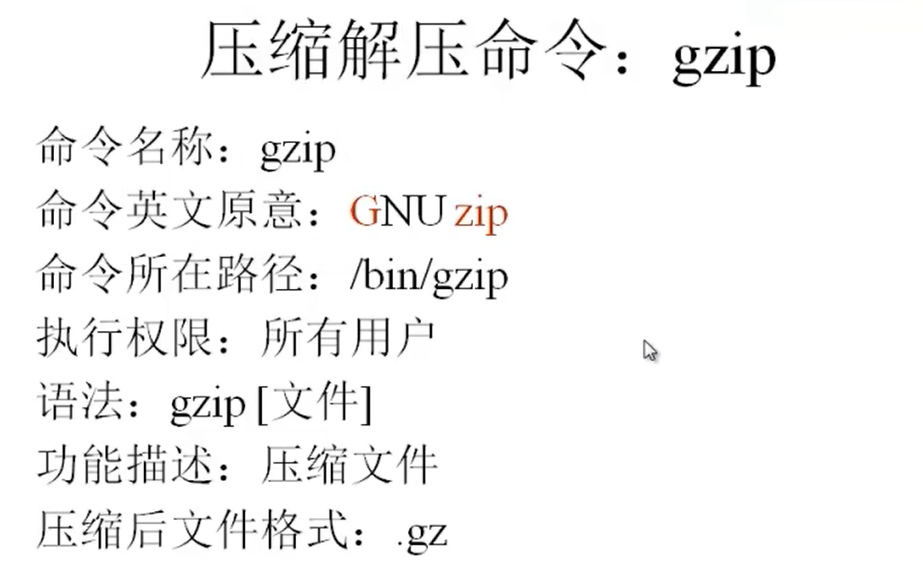 压缩解压命令：gzip
命令名称：gzip
命令英文原意：GNU zip
命令所在路径：/bin/gzip
执行权限：所有用户
语法：gzip [文件]
功能描述：压缩文件
压缩后文件格式：.gz